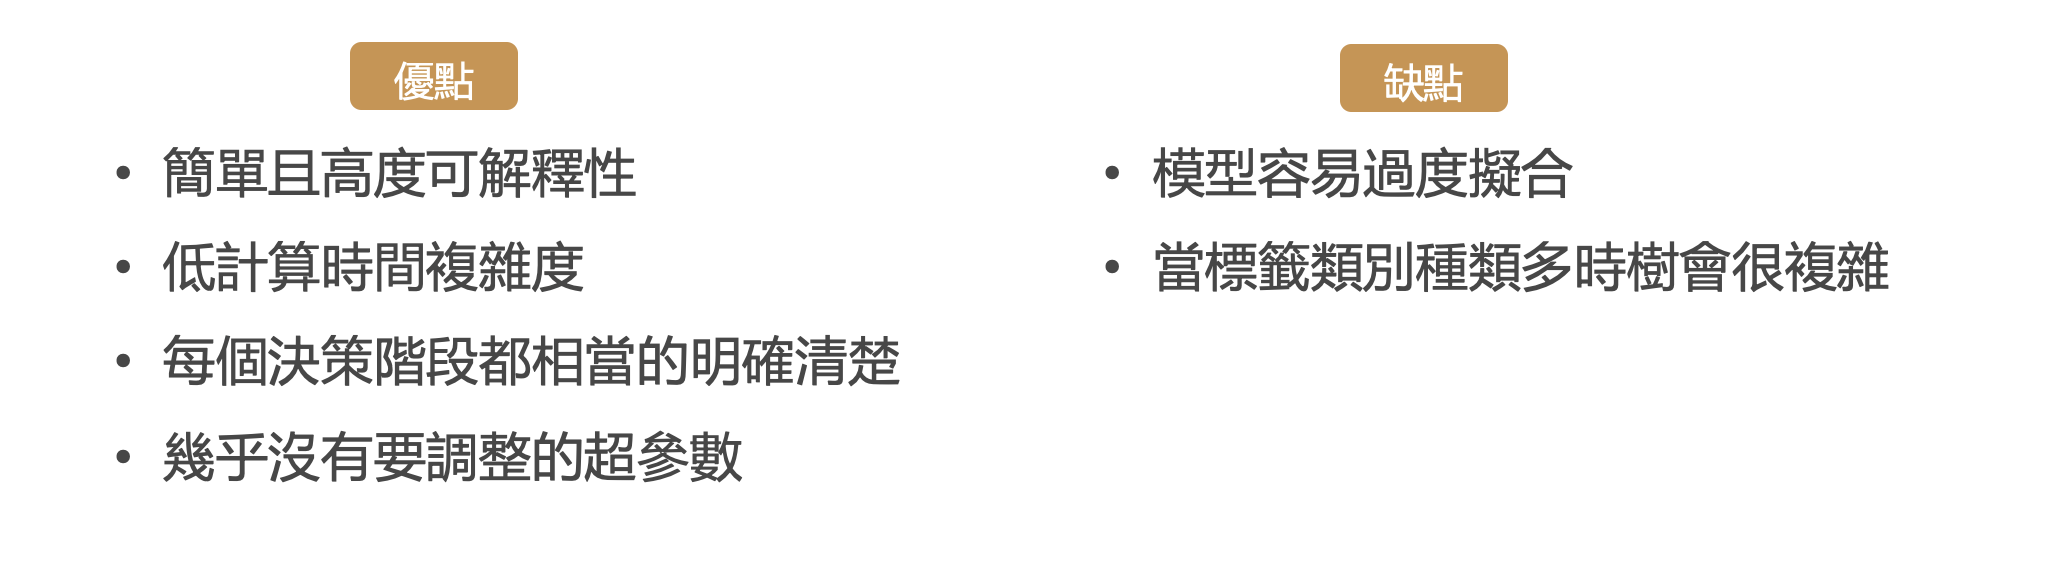 優點
• 簡單且高度可解釋性
• 低計算時間複雜度
• 每個決策階段都相當的明確清楚
• 幾乎沒有要調整的超參數
缺點
• 模型容易過度擬合
• 當標籤類別種類多時樹會很複雜